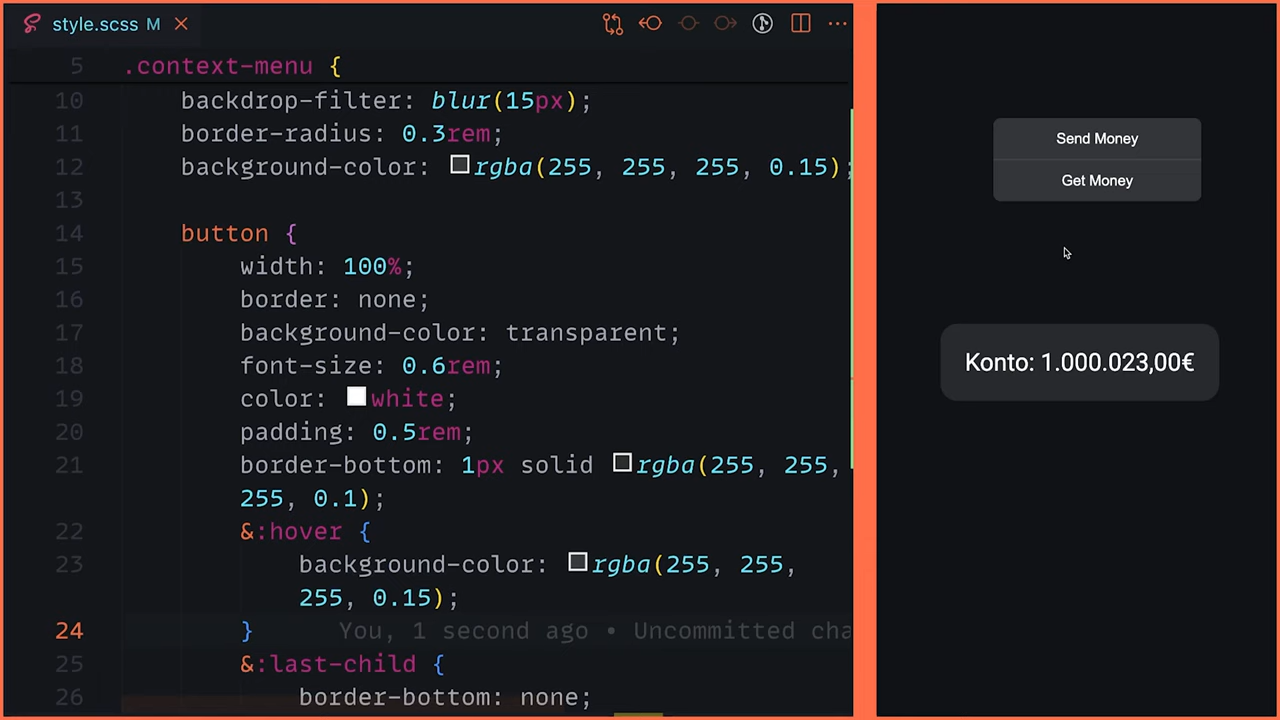 style.scss M
5 .context-menu {
10 backdrop-filter: blur(15px);
11 border-radius: 0.3rem;
12 background-color: rgba(255, 255, 255, 0.15);
13
14 button {
15 width: 100%;
16 border: none;
17 background-color: transparent;
18 font-size: 0.6rem;
19 color: white;
20 padding: 0.5rem;
21 border-bottom: 1px solid rgba(255, 255,
255, 0.1);
22 &:hover {
23 background-color: rgba(255, 255,
255, 0.15);
24 } You, 1 second ago • Uncommitted cha
25 &:last-child {
26 border-bottom: none;
Send Money
Get Money
Konto: 1.000.023,00€